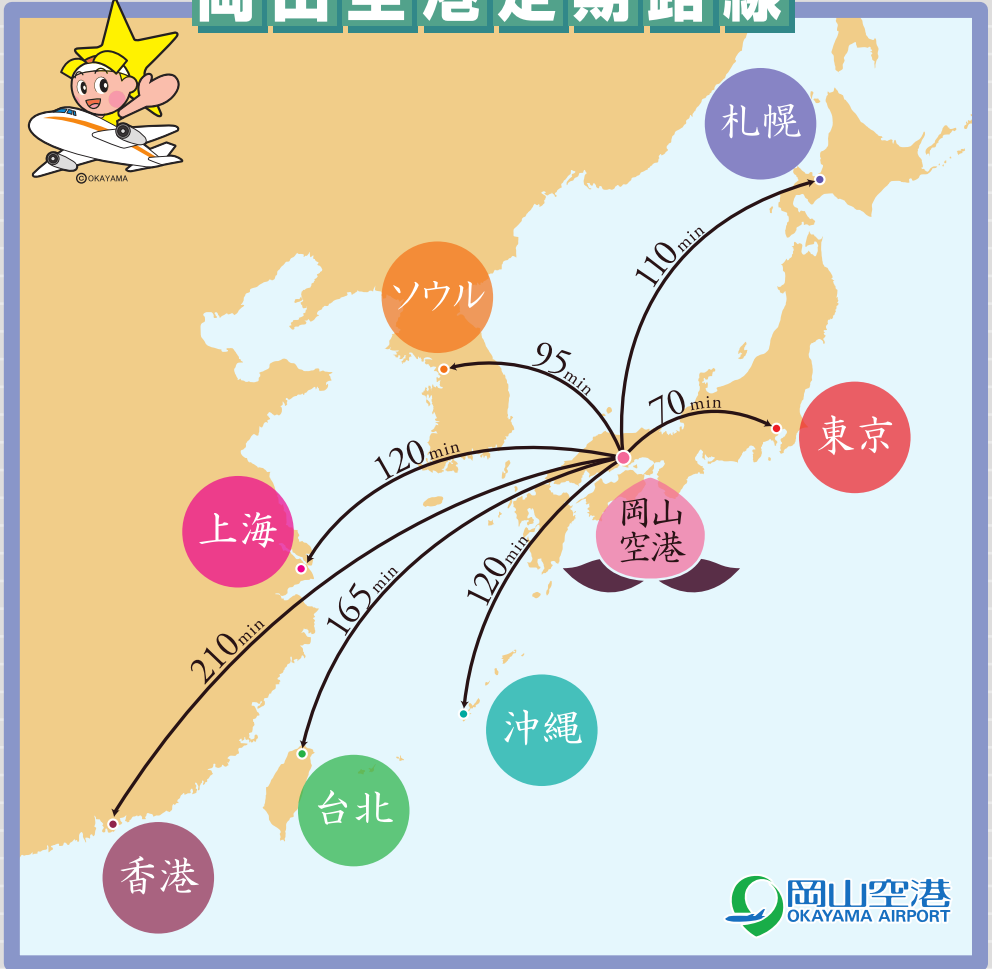 岡山空港定期路線
©OKAYAMA
札幌
110min
ソウル
95min
70min
東京
120min
上海
岡山
空港
120min
165min
210min
沖縄
台北
香港
岡山空港
OKAYAMA AIRPORT